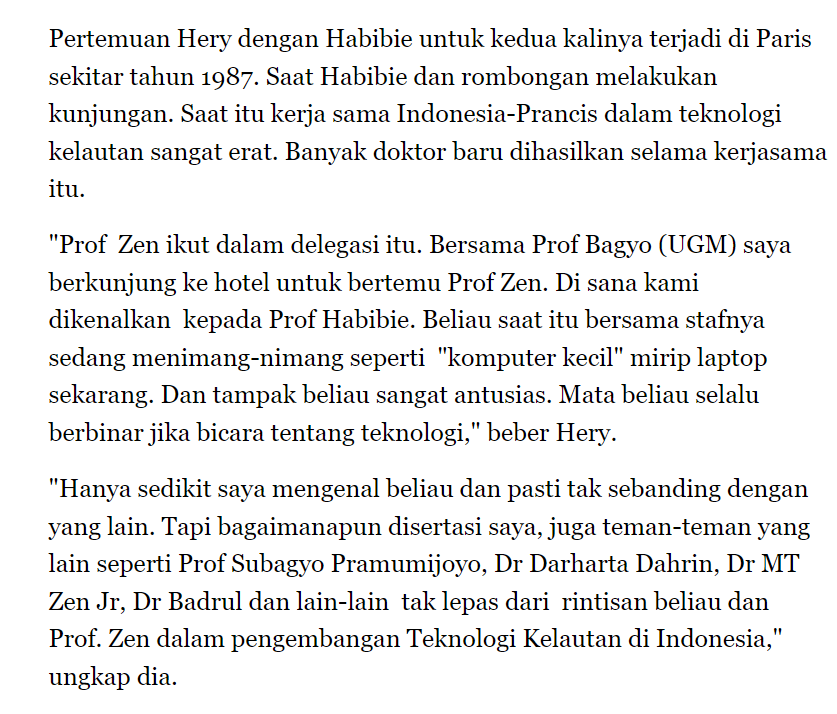 Pertemuan Hery dengan Habibie untuk kedua kalinya terjadi di Paris
sekitar tahun 1987. Saat Habibie dan rombongan melakukan
kunjungan. Saat itu kerja sama Indonesia-Prancis dalam teknologi
kelautan sangat erat. Banyak doktor baru dihasilkan selama kerjasama
itu.
"Prof  Zen ikut dalam delegasi itu. Bersama Prof Bagyo (UGM) saya
berkunjung ke hotel untuk bertemu Prof Zen. Di sana kami
dikenalkan  kepada Prof Habibie. Beliau saat itu bersama stafnya
sedang menimang-nimang seperti  "komputer kecil" mirip laptop
sekarang. Dan tampak beliau sangat antusias. Mata beliau selalu
berbinar jika bicara tentang teknologi," beber Hery.
"Hanya sedikit saya mengenal beliau dan pasti tak sebanding dengan
yang lain. Tapi bagaimanapun disertasi saya, juga teman-teman yang
lain seperti Prof Subagyo Pramumijoyo, Dr Darharta Dahrin, Dr MT
Zen Jr, Dr Badrul dan lain-lain  tak lepas dari  rintisan beliau dan
Prof. Zen dalam pengembangan Teknologi Kelautan di Indonesia,"
ungkap dia.